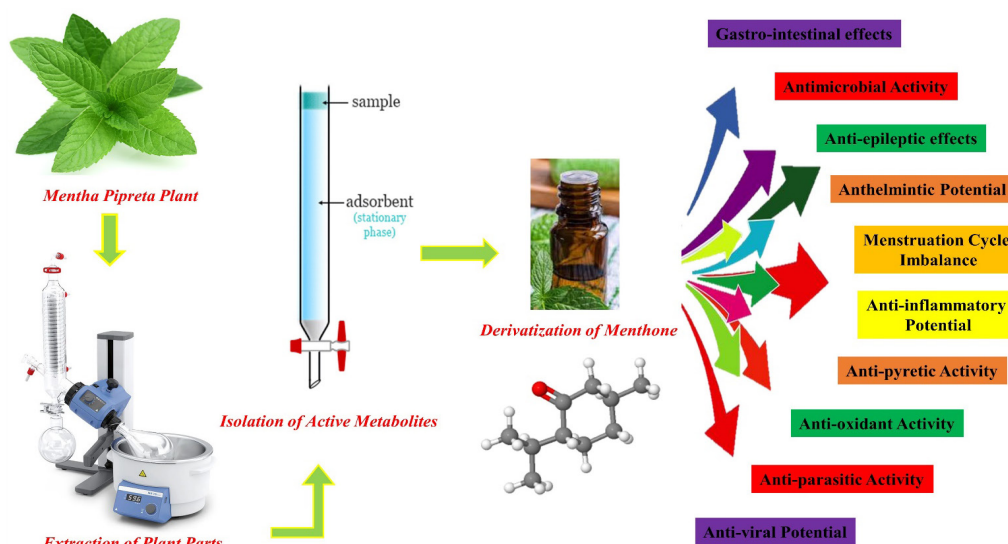 Gastro-intestinal effects
Antimicrobial Activity
Anti-epileptic effects
Anthelmintic Potential
Menstruation Cycle
Imbalance
Anti-inflammatory
Potential
Anti-pyretic Activity
Anti-oxidant Activity
Anti-parasitic Activity
Anti-viral Potential
sample
adsorbent
(stationary
phase)
Mentha Pipreta Plant
Derivatization of Menthone
Isolation of Active Metabolites
Extraction of Plant Parts